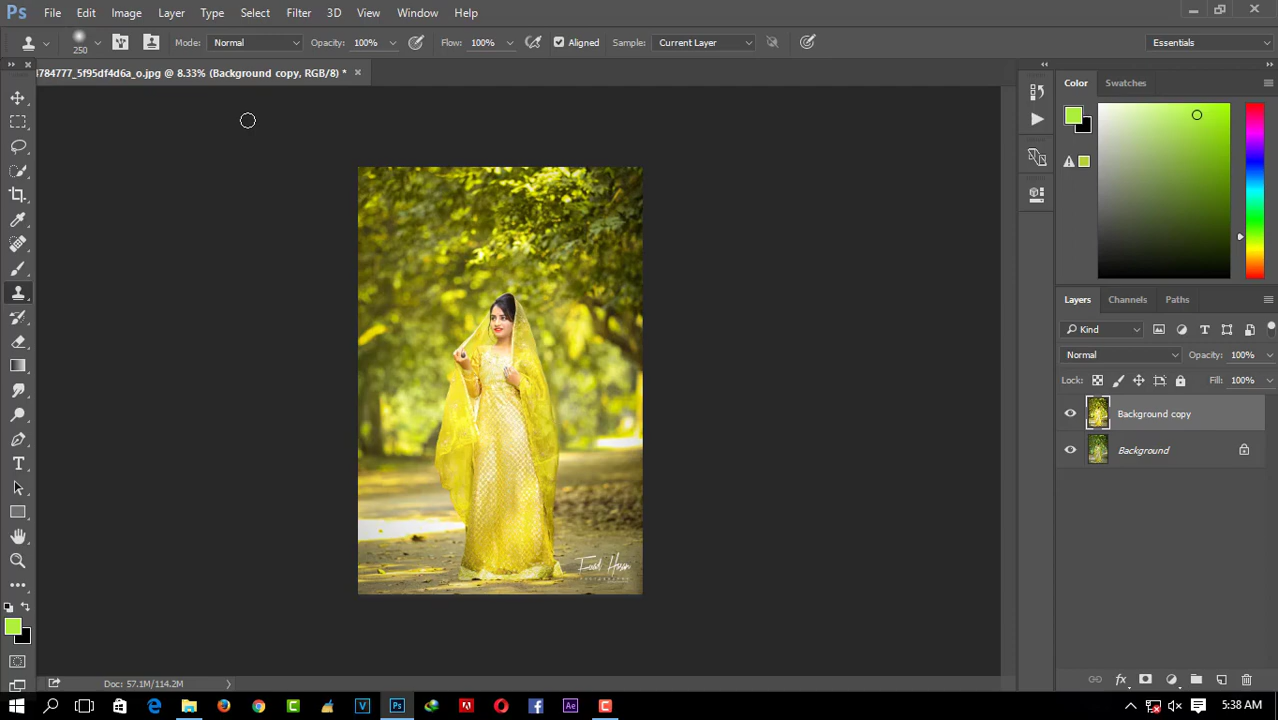 Ps File Edit Image Layer Type Select Filter 3D View Window Help
250 Mode: Normal Opacity: 100% Flow: 100% Aligned Sample: Current Layer Essentials
784777_5f95df4d6a_o.jpg @ 8.33% (Background copy, RGB/8) *
Color Swatches
Layers Channels Paths
Kind
Normal Opacity: 100%
Lock: Fill: 100%
Background copy
Background
Doc: 57.1M/114.2M
5:38 AM